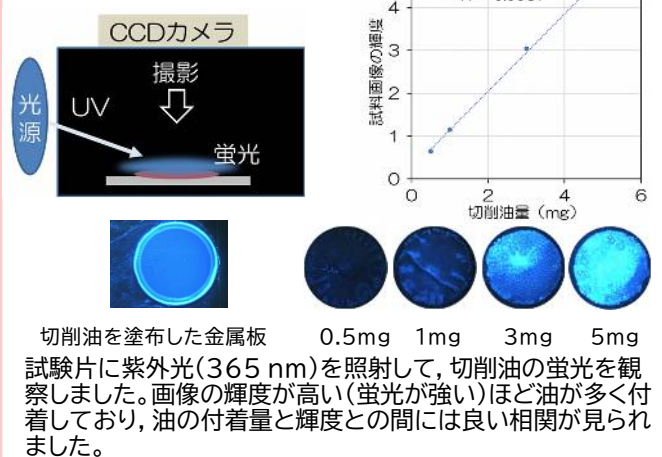 CCDカメラ
撮影
光源
UV
蛍光
試料画像の輝度
4
3
2
1
0
0
2
4
6
切削油量 (mg)
切削油を塗布した金属板
0.5mg 1mg 3mg 5mg
試験片に紫外光(365 nm)を照射して,切削油の蛍光を観
察しました。画像の輝度が高い(蛍光が強い)ほど油が多く付
着しており,油の付着量と輝度との間には良い相関が見られ
ました。